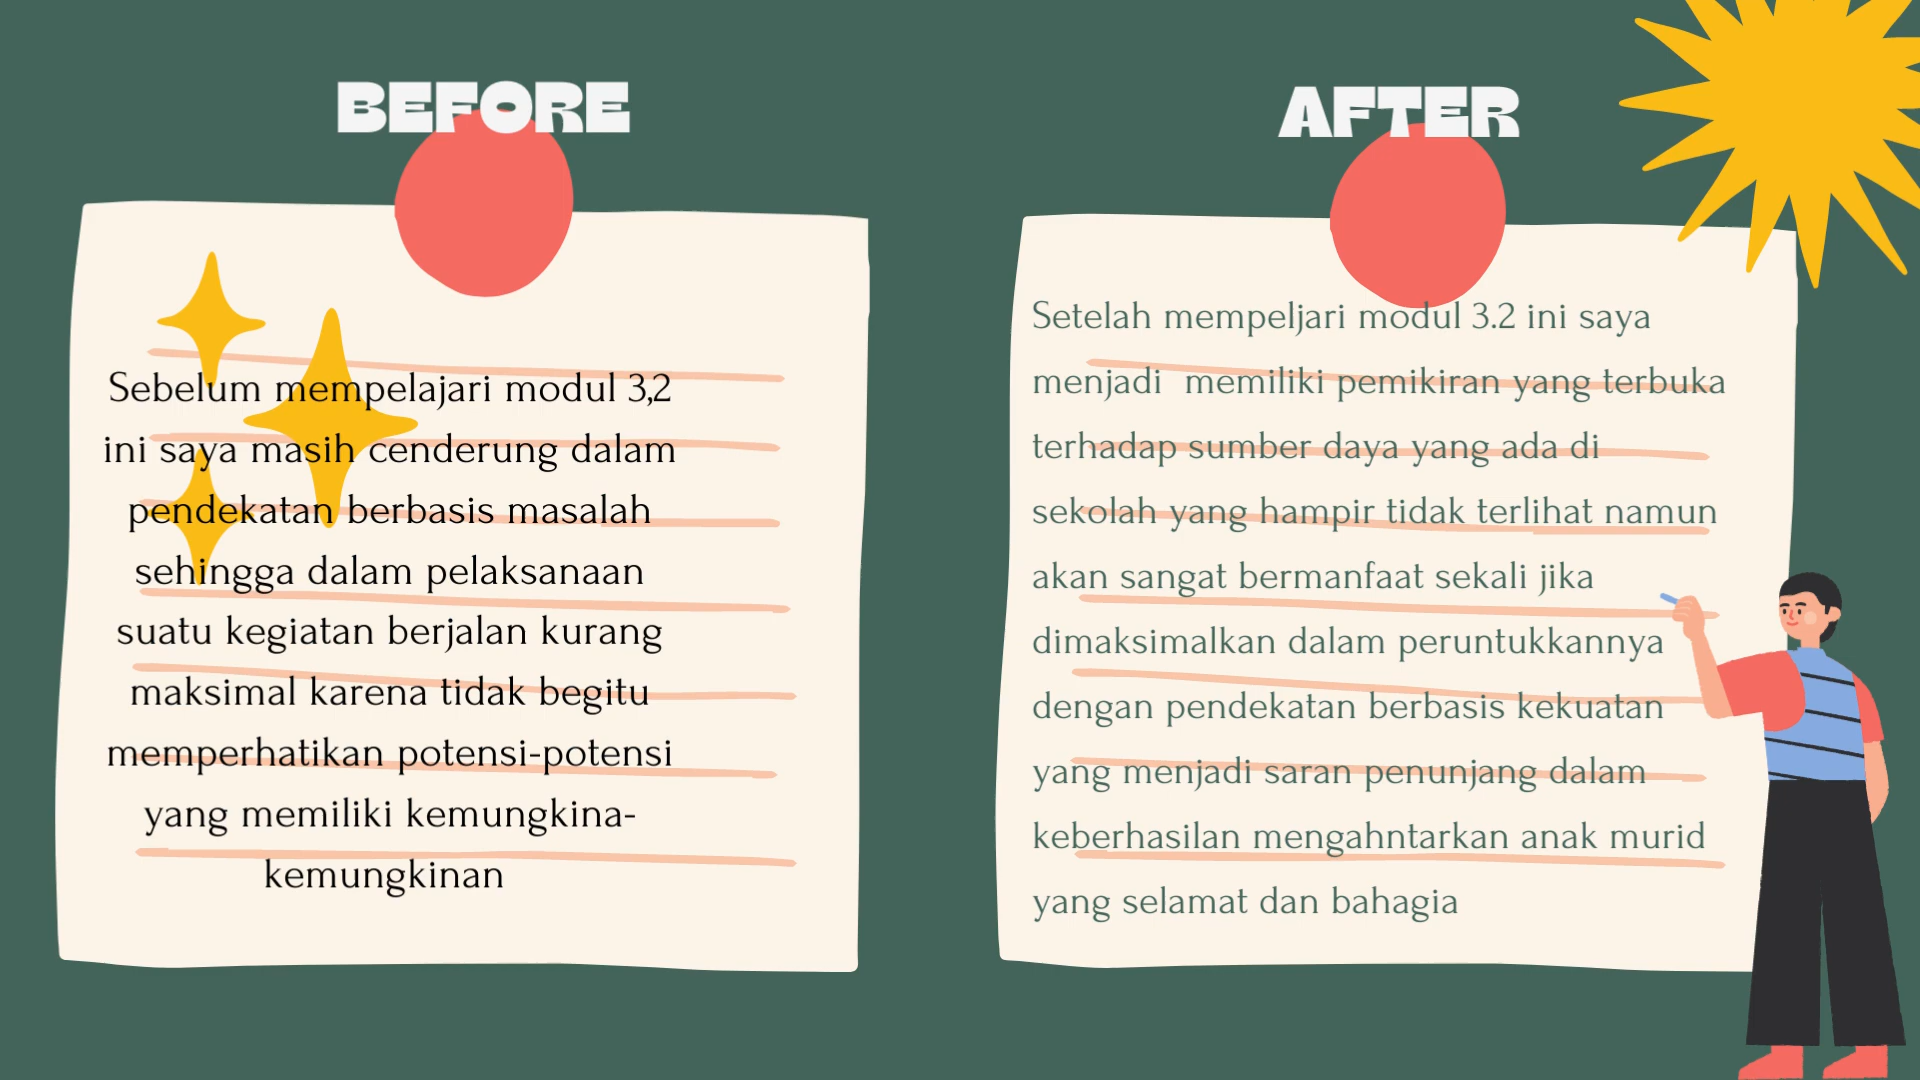 BEFORE
Sebelum mempelajari modul 3,2
ini saya masih cenderung dalam
pendekatan berbasis masalah
sehingga dalam pelaksanaan
suatu kegiatan berjalan kurang
maksimal karena tidak begitu
memperhatikan potensi-potensi
yang memiliki kemungkina-
kemungkinan
AFTER
Setelah mempeljari modul 3.2 ini saya
menjadi memiliki pemikiran yang terbuka
terhadap sumber daya yang ada di
sekolah yang hampir tidak terlihat namun
akan sangat bermanfaat sekali jika
dimaksimalkan dalam peruntukkannya
dengan pendekatan berbasis kekuatan
yang menjadi saran penunjang dalam
keberhasilan mengahntarkan anak murid
yang selamat dan bahagia